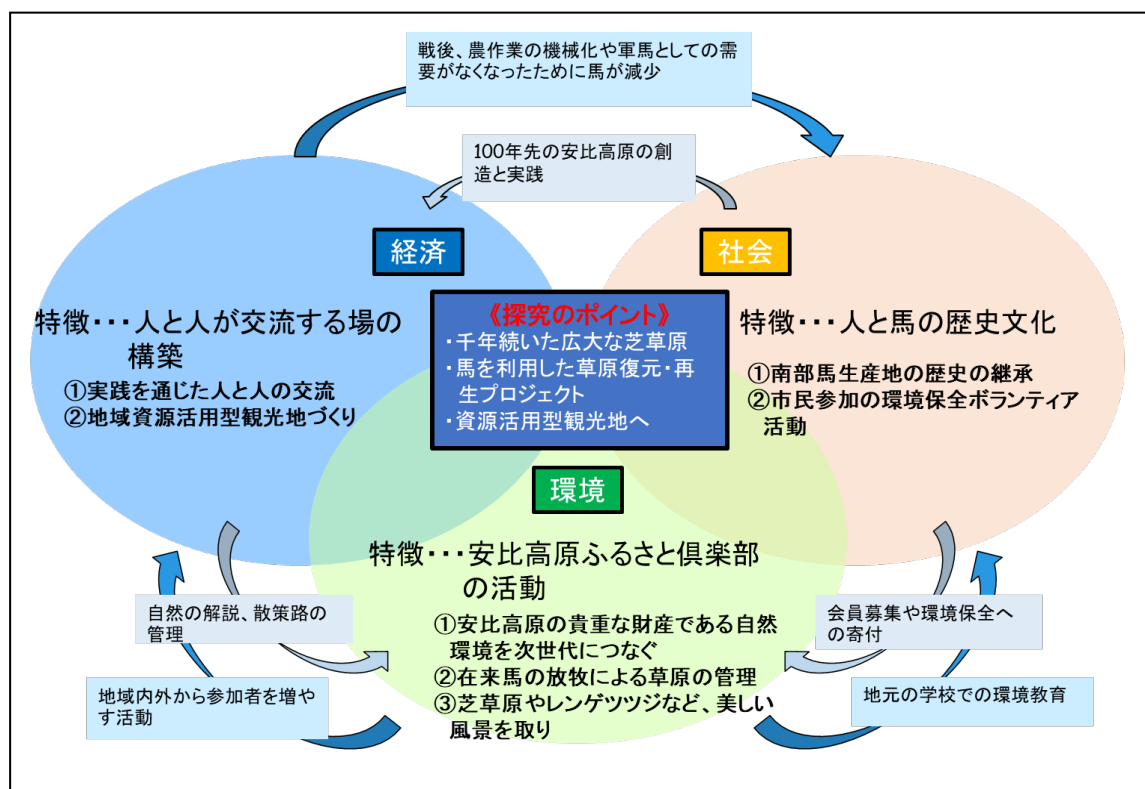 戦後、農作業の機械化や軍馬としての需
要がなくなったために馬が減少
100年先の安比高原の創
造と実践
経済
社会
特徴・・・人と人が交流する場の
構築
①実践を通じた人と人の交流
②地域資源活用型観光地づくり
《探究のポイント》
・千年続いた広大な芝草原
・馬を利用した草原復元・再
生プロジェクト
・資源活用型観光地へ
特徴・・・人と馬の歴史文化
①南部馬生産地の歴史の継承
②市民参加の環境保全ボランティア
活動
環境
特徴・・・安比高原ふるさと倶楽部
の活動
①安比高原の貴重な財産である自然
環境を次世代につなぐ
②在来馬の放牧による草原の管理
③芝草原やレンゲツツジなど、美しい
風景を取り
自然の解説、散策路の
管理
地域内外から参加者を増や
す活動
会員募集や環境保全へ
の寄付
地元の学校での環境教育